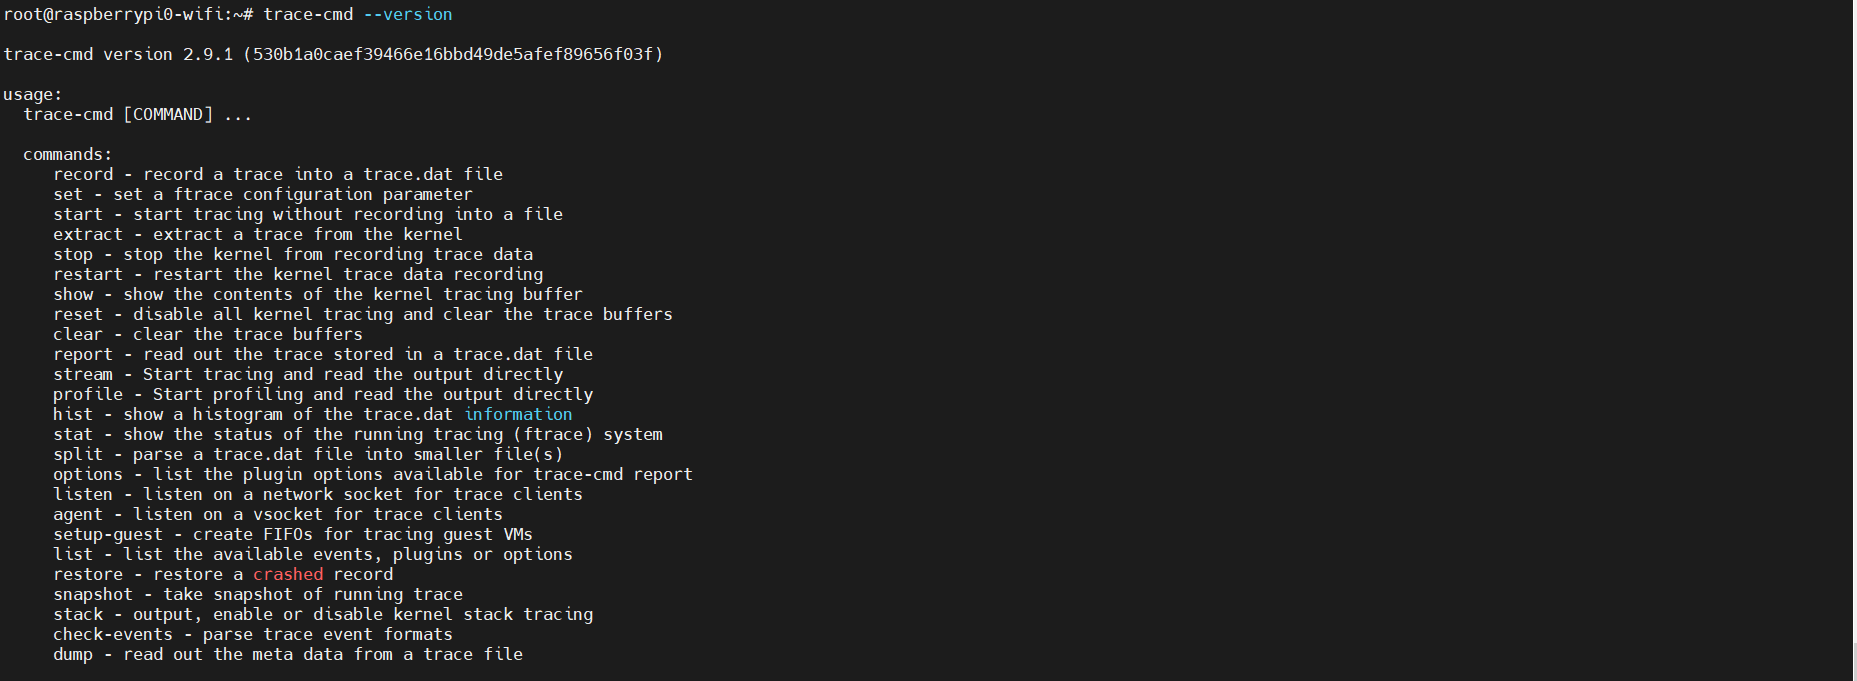 root@raspberrypi0-wifi:~# trace-cmd --version
trace-cmd version 2.9.1 (530b1a0caef39466e16bbd49de5afef89656f03f)
usage:
trace-cmd [COMMAND] ...
commands:
record - record a trace into a trace.dat file
set - set a ftrace configuration parameter
start - start tracing without recording into a file
extract - extract a trace from the kernel
stop - stop the kernel from recording trace data
restart - restart the kernel trace data recording
show - show the contents of the kernel tracing buffer
reset - disable all kernel tracing and clear the trace buffers
clear - clear the trace buffers
report - read out the trace stored in a trace.dat file
stream - Start tracing and read the output directly
profile - Start profiling and read the output directly
hist - show a histogram of the trace.dat information
stat - show the status of the running tracing (ftrace) system
split - parse a trace.dat file into smaller file(s)
options - list the plugin options available for trace-cmd report
listen - listen on a network socket for trace clients
agent - listen on a vsocket for trace clients
setup-guest - create FIFOs for tracing guest VMs
list - list the available events, plugins or options
restore - restore a crashed record
snapshot - take snapshot of running trace
stack - output, enable or disable kernel stack tracing
check-events - parse trace event formats
dump - read out the meta data from a trace file